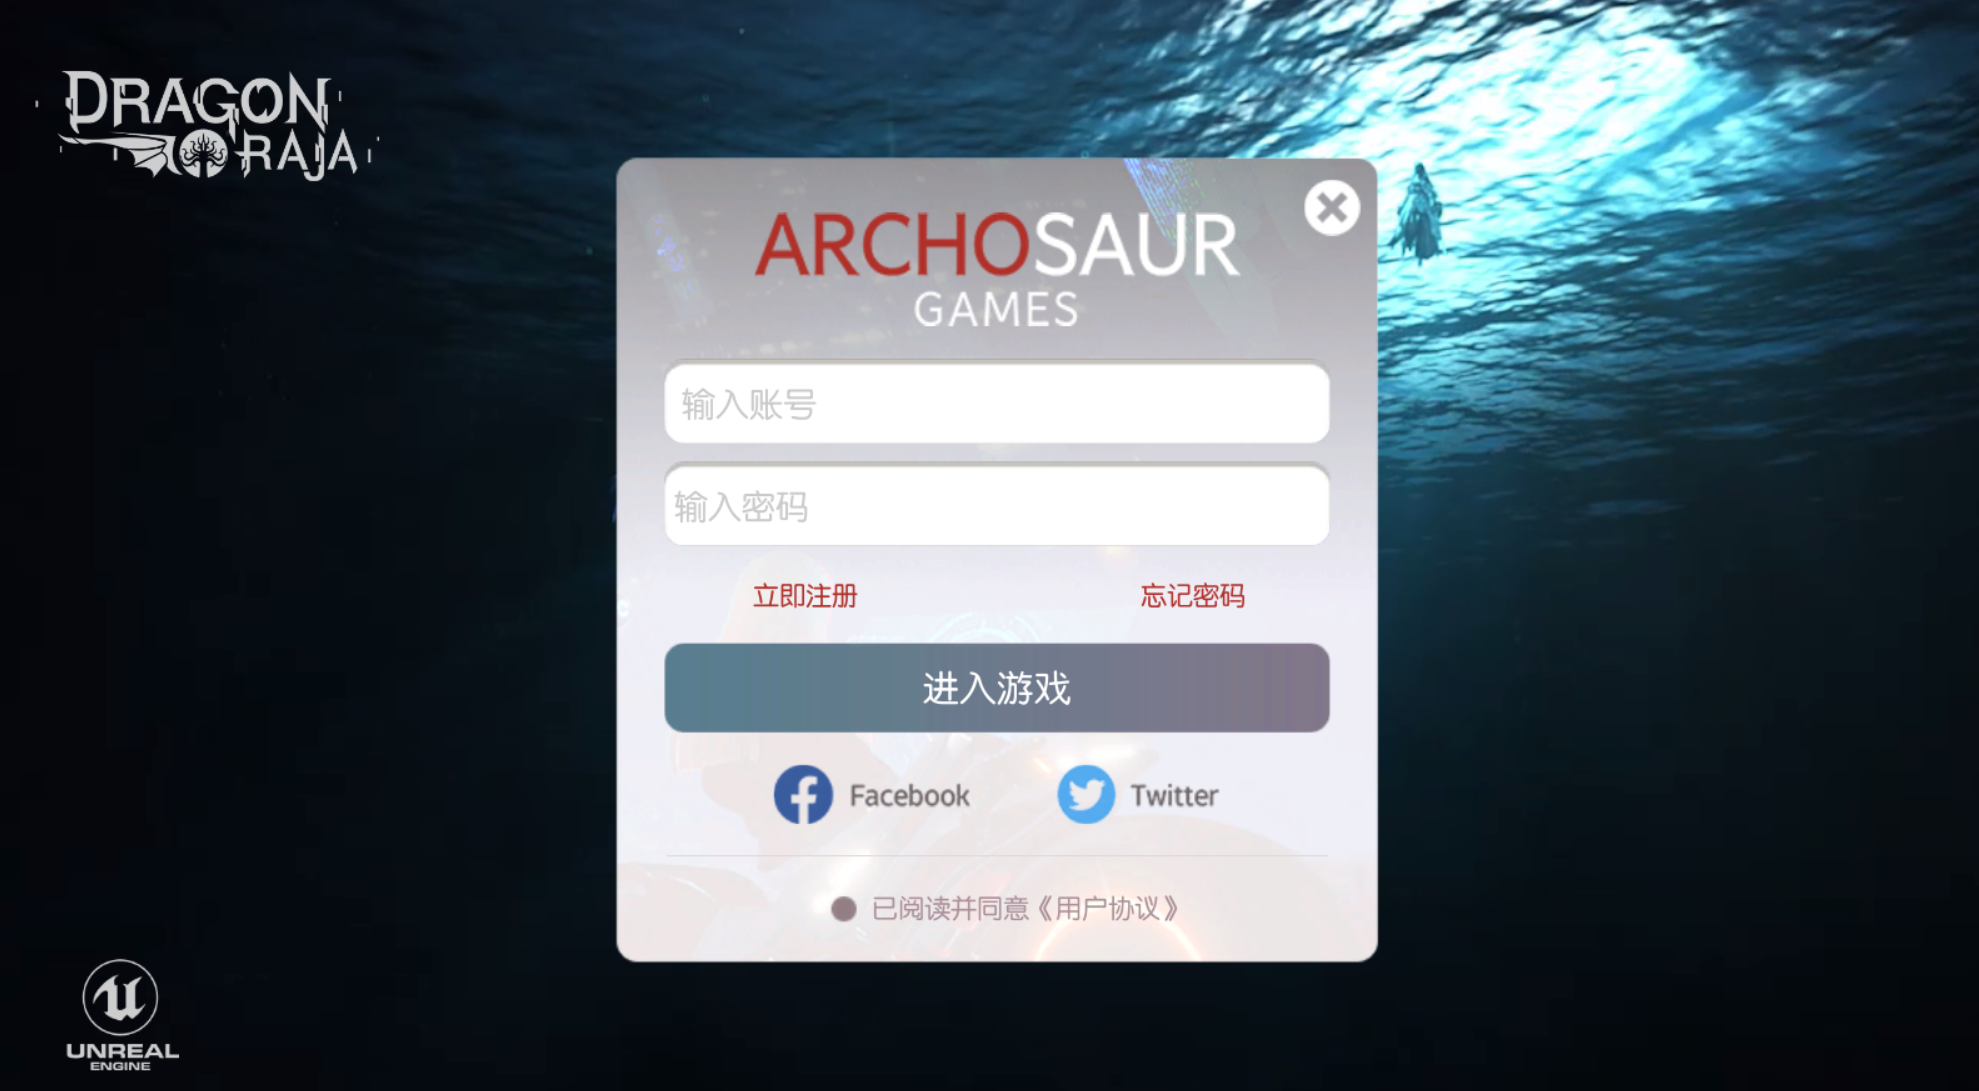 DRAGON
RAJA
ARCHOSAUR
GAMES
输入账号
输入密码
立即注册 忘记密码
进入游戏
Facebook Twitter
已阅读并同意《用户协议》
UNREAL
ENGINE